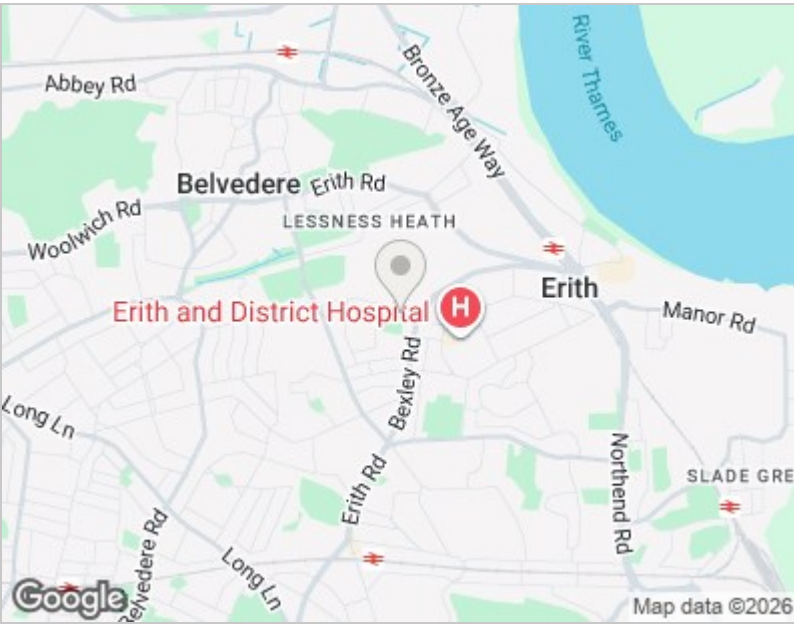 River Thames
Bronze Age Way
Abbey Rd
Belvedere
Erith Rd
Woolwich Rd
LESSNESS HEATH
Erith
Erith and District Hospital
H
Manor Rd
Bexley Rd
Long Ln
Northend Rd
SLADE GRE
Erith Rd
Belvedere Rd
Long Ln
Google
Map data ©2026